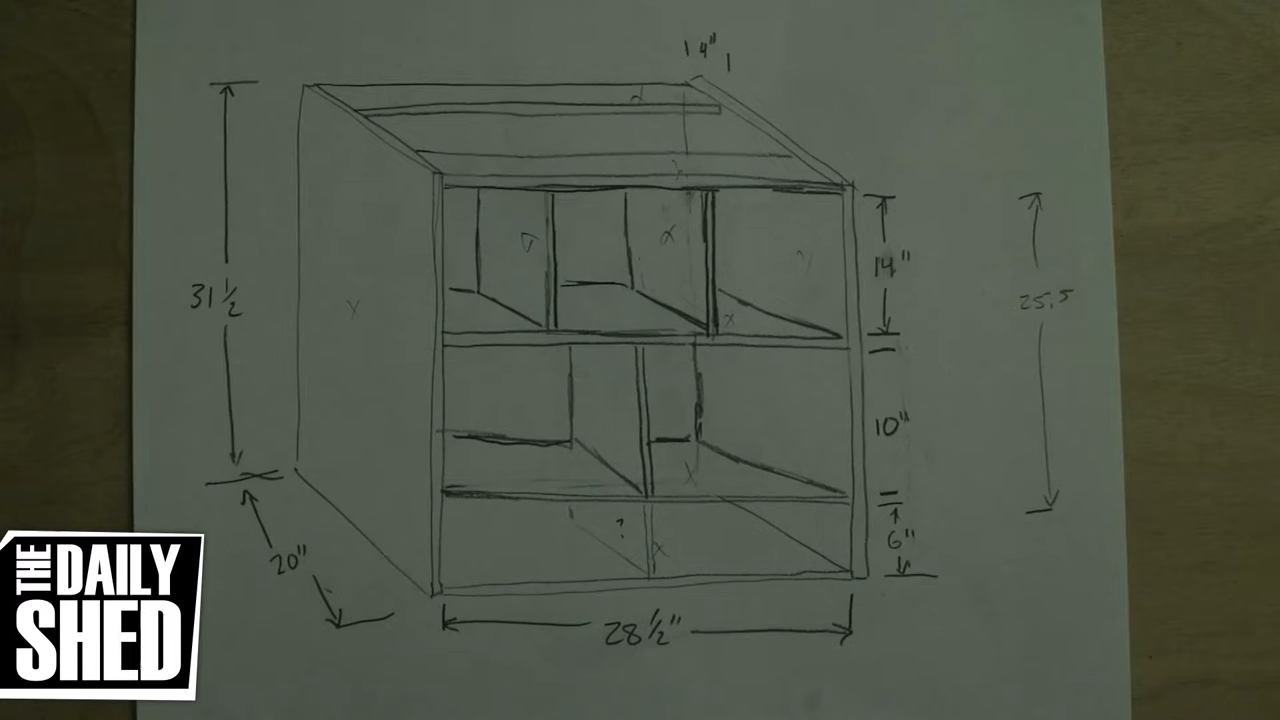 14"
31 1/2
14"
25.5
10"
6"
20"
28 1/2"
?
x
x
x
x
x
THE
DAILY
SHED